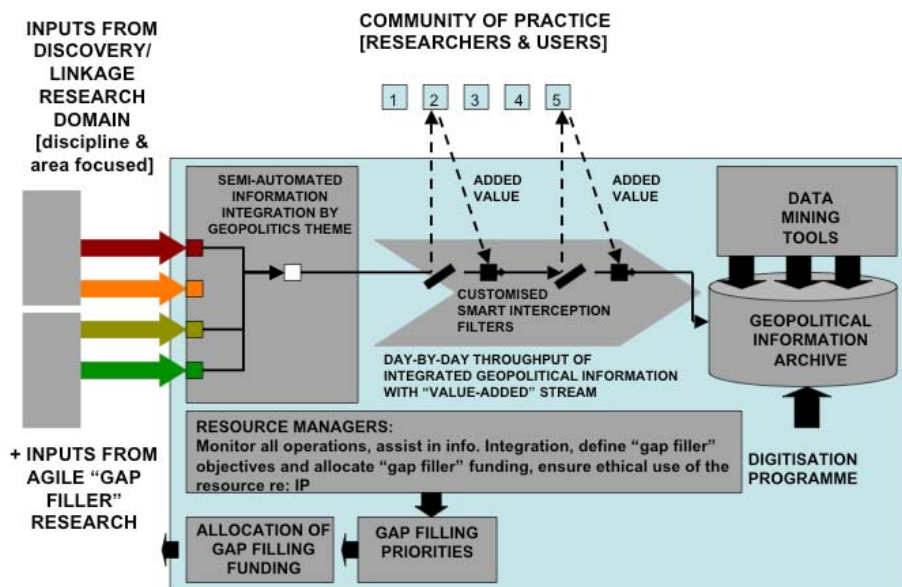 COMMUNITY OF PRACTICE
[RESEARCHERS & USERS]
INPUTS FROM
DISCOVERY/
LINKAGE
RESEARCH
DOMAIN
[discipline &
area focused]
1 2 3 4 5
SEMI-AUTOMATED
INFORMATION
INTEGRATION BY
GEOPOLITICS THEME
ADDED
VALUE
ADDED
VALUE
DATA
MINING
TOOLS
CUSTOMISED
SMART INTERCEPTION
FILTERS
GEOPOLITICAL
INFORMATION
ARCHIVE
DAY-BY-DAY THROUGHPUT OF
INTEGRATED GEOPOLITICAL INFORMATION
WITH “VALUE-ADDED” STREAM
RESOURCE MANAGERS:
Monitor all operations, assist in info. Integration, define “gap filler”
objectives and allocate “gap filler” funding, ensure ethical use of the
resource re: IP
DIGITISATION
PROGRAMME
+ INPUTS FROM
AGILE “GAP
FILLER”
RESEARCH
ALLOCATION OF
GAP FILLING
FUNDING
GAP FILLING
PRIORITIES